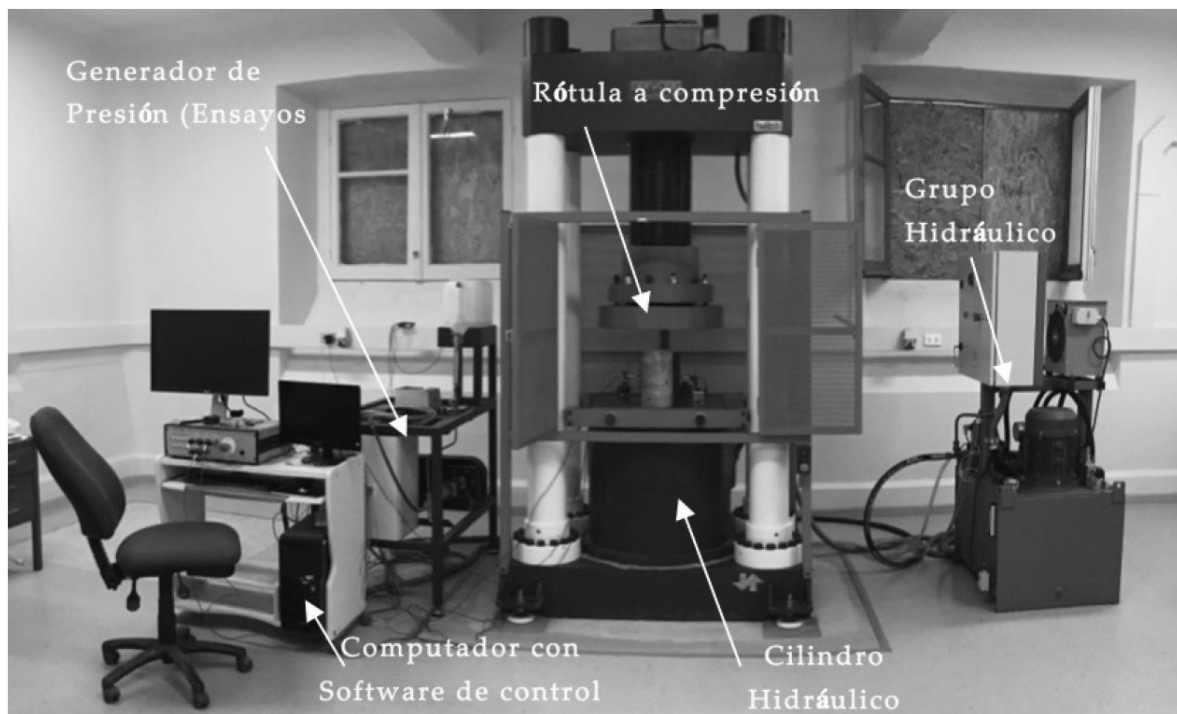 Generador de
Presión (Ensayos
Rótula a compresión
Grupo
Hidráulico
Computador con
Software de control
Cilindro
Hidráulico